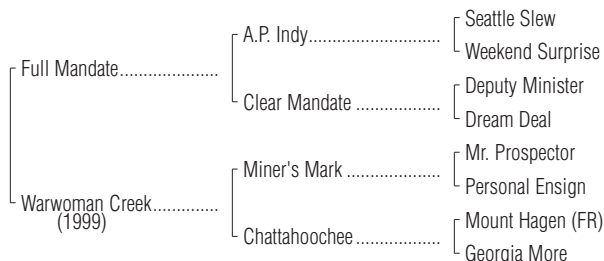 Seattle Slew
A.P. Indy..............................
Weekend Surprise
Full Mandate......................
Deputy Minister
Clear Mandate ...................
Dream Deal
Mr. Prospector
Miner's Mark .....................
Personal Ensign
Warwoman Creek...............
(1999)
Mount Hagen (FR)
Chattahoochee ...................
Georgia More